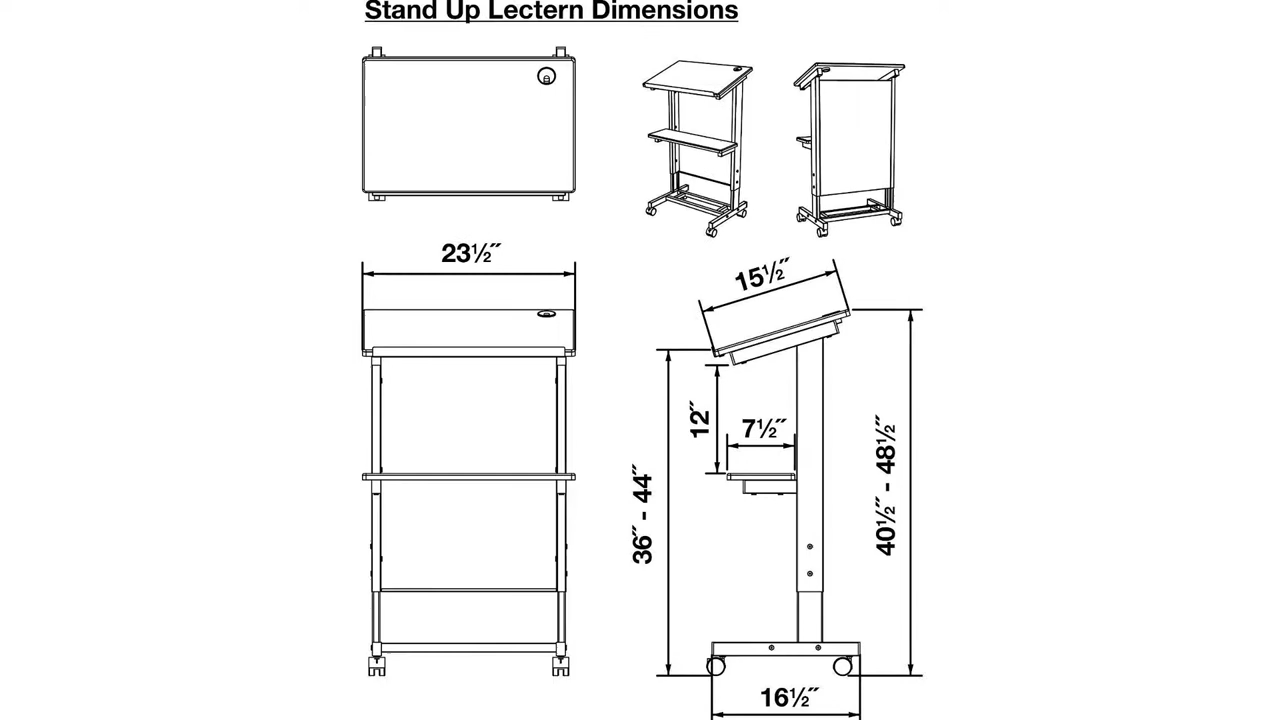 Stand Up Lectern Dimensions
23½″
15½″
12″
7½″
36″ - 44″
40½″ - 48½″
16½″